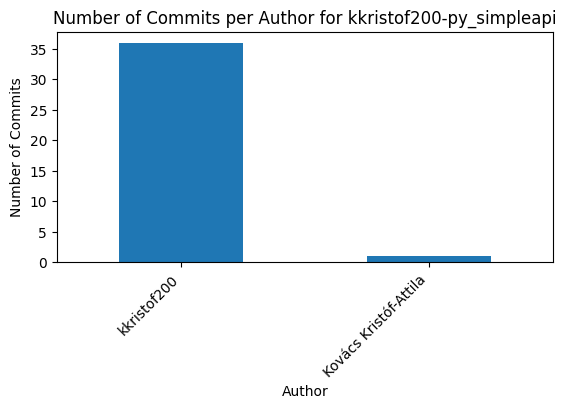 Number of Commits per Author for kkristof200-py_simpleapi
Number of Commits
35
30
25
20
15
10
5
0
kkristof200
Kovács Kristóf-Attila
Author